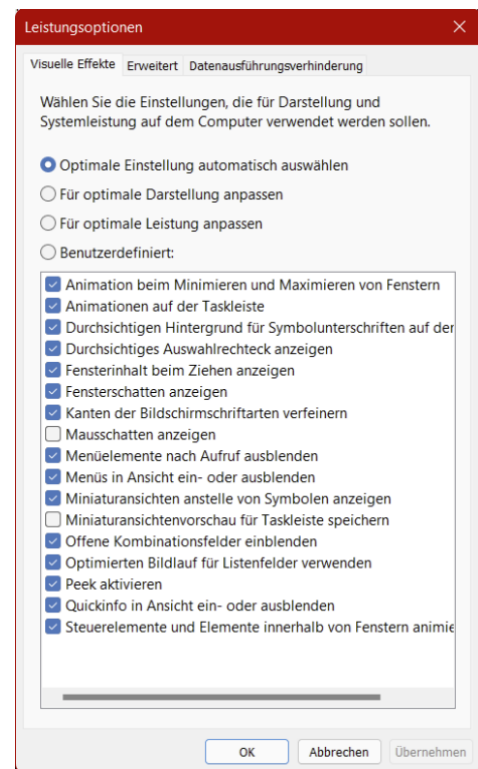 Leistungsoptionen
Visuelle Effekte Erweitert Datenausführungsverhinderung
Wählen Sie die Einstellungen, die für Darstellung und
Systemleistung auf dem Computer verwendet werden sollen.
Optimale Einstellung automatisch auswählen
Für optimale Darstellung anpassen
Für optimale Leistung anpassen
Benutzerdefiniert:
Animation beim Minimieren und Maximieren von Fenstern
Animationen auf der Taskleiste
Durchsichtigen Hintergrund für Symbolunterschriften auf der
Durchsichtiges Auswahlrechteck anzeigen
Fensterinhalt beim Ziehen anzeigen
Fensterschatten anzeigen
Kanten der Bildschirmschriftarten verfeinern
Mausschatten anzeigen
Menüelemente nach Aufruf ausblenden
Menüs in Ansicht ein- oder ausblenden
Miniaturansichten anstelle von Symbolen anzeigen
Miniaturansichtenvorschau für Taskleiste speichern
Offene Kombinationsfelder einblenden
Optimierten Bildlauf für Listenfelder verwenden
Peek aktivieren
Quickinfo in Ansicht ein- oder ausblenden
Steuerelemente und Elemente innerhalb von Fenstern animie
OK Abbrechen Übernehmen